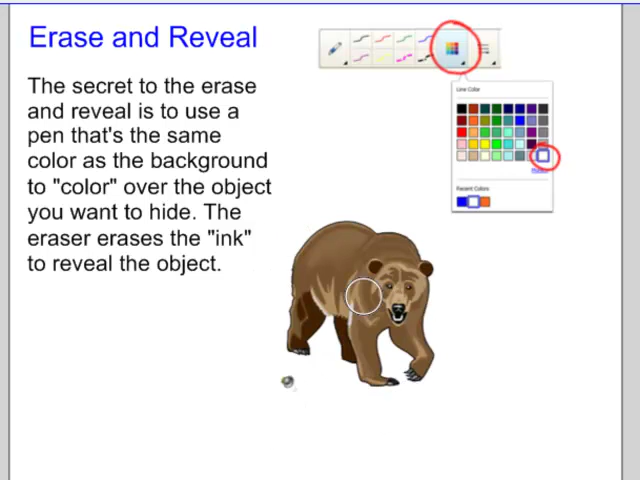 Erase and Reveal
The secret to the erase
and reveal is to use a
pen that's the same
color as the background
to "color" over the object
you want to hide. The
eraser erases the "ink"
to reveal the object.
Line Color
Recent Colors